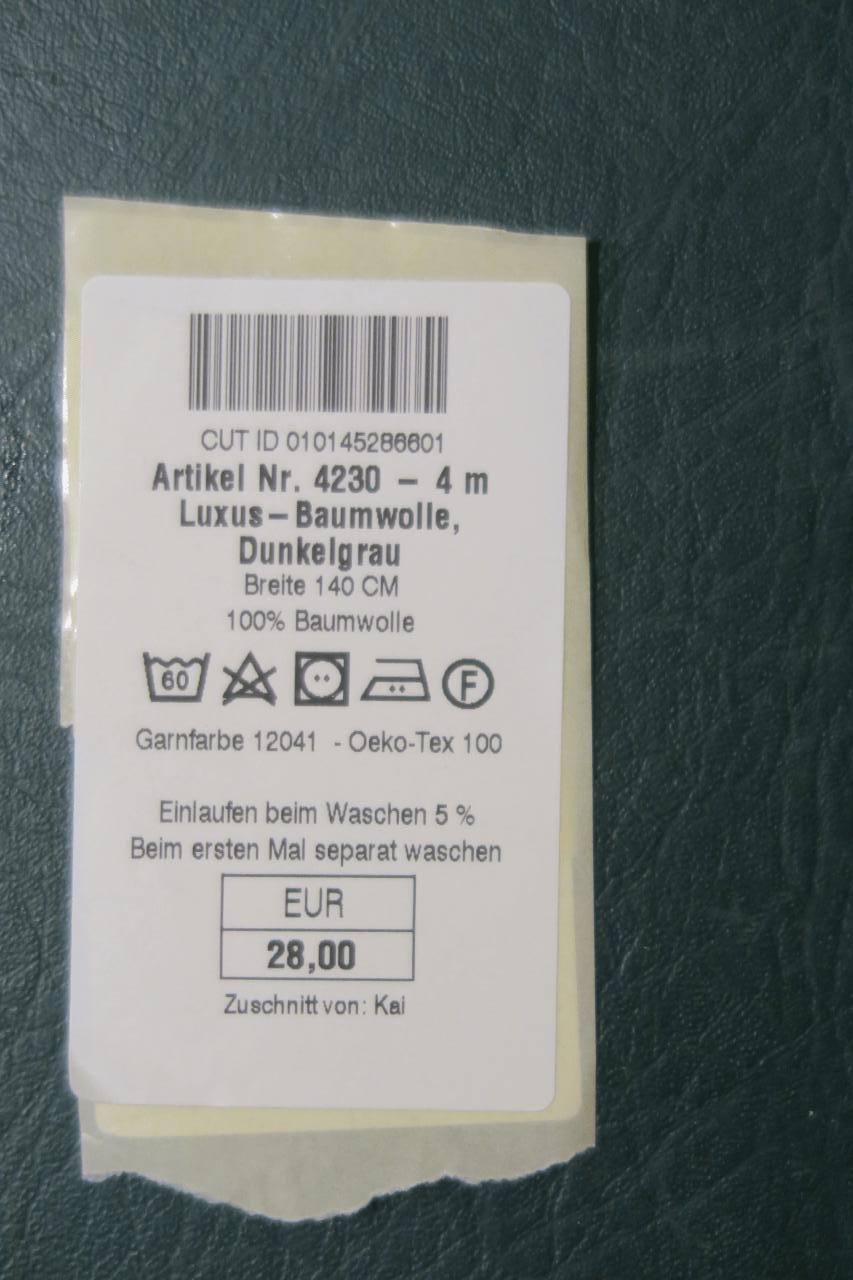 CUT ID 010145286601
Artikel Nr. 4230 – 4 m
Luxus–Baumwolle,
Dunkelgrau
Breite 140 CM
100% Baumwolle
60 F
Garnfarbe 12041 - Oeko-Tex 100
Einlaufen beim Waschen 5 %
Beim ersten Mal separat waschen
EUR
28,00
Zuschnitt von: Kai